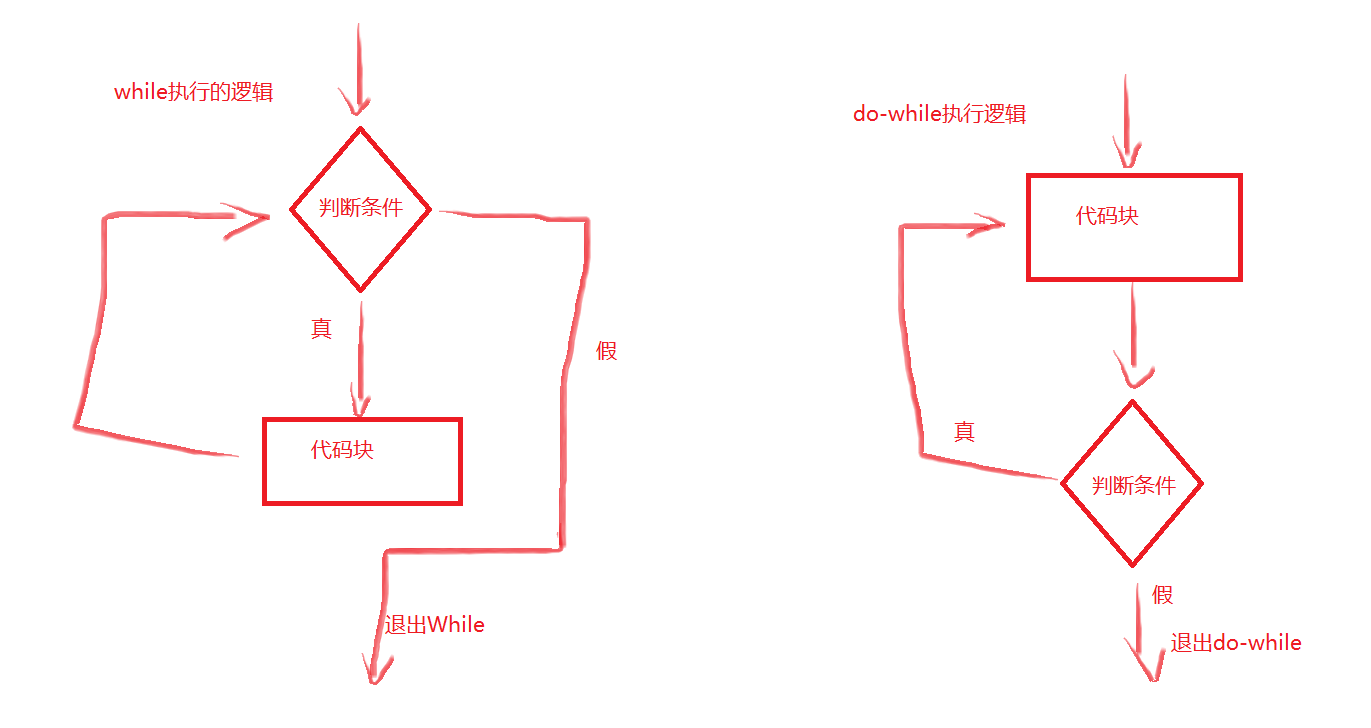 while执行的逻辑
判断条件
真
假
代码块
退出While
do-while执行逻辑
代码块
真
判断条件
假
退出do-while